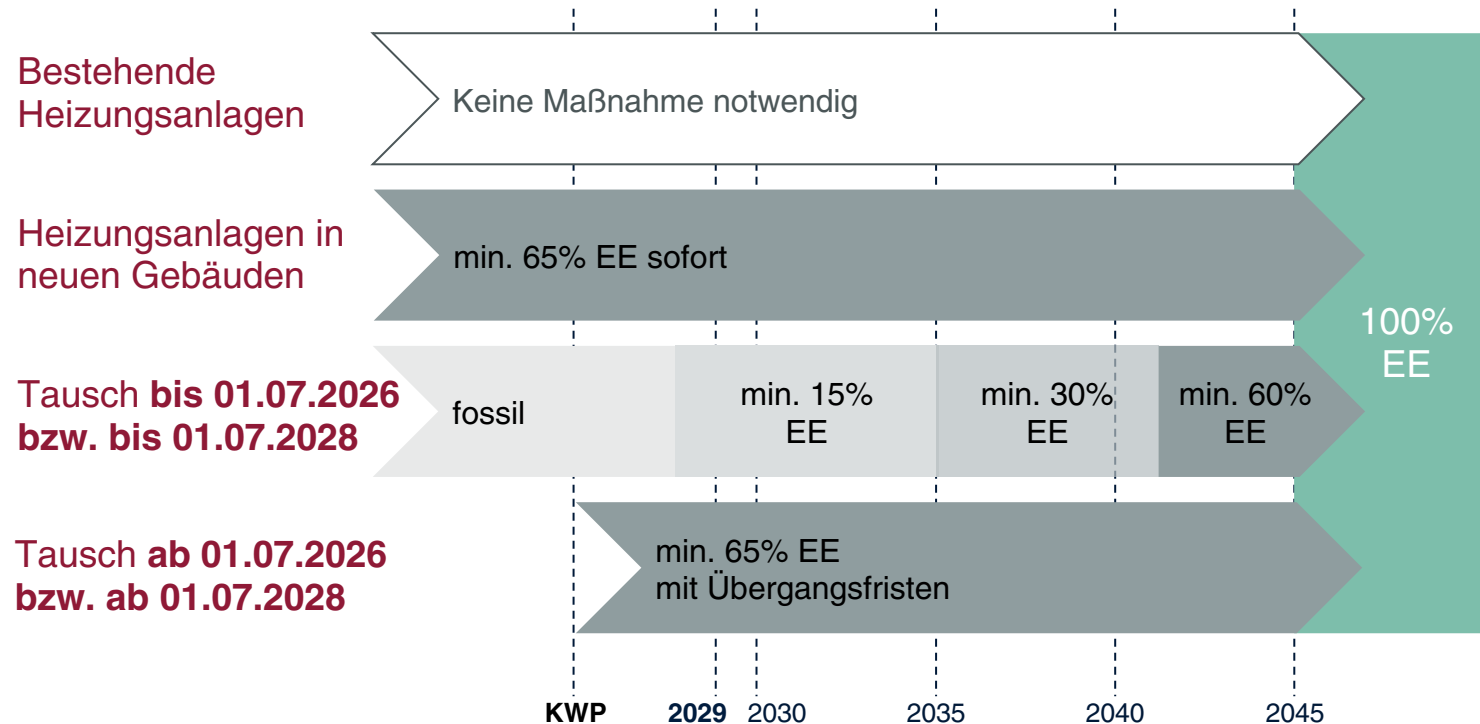 Bestehende
Heizungsanlagen
Keine Maßnahme notwendig
Heizungsanlagen in
neuen Gebäuden
min. 65% EE sofort
100%
EE
Tausch bis 01.07.2026
bzw. bis 01.07.2028
fossil
min. 15%
EE
min. 30%
EE
min. 60%
EE
Tausch ab 01.07.2026
bzw. ab 01.07.2028
min. 65% EE
mit Übergangsfristen
KWP 2029 2030 2035 2040 2045